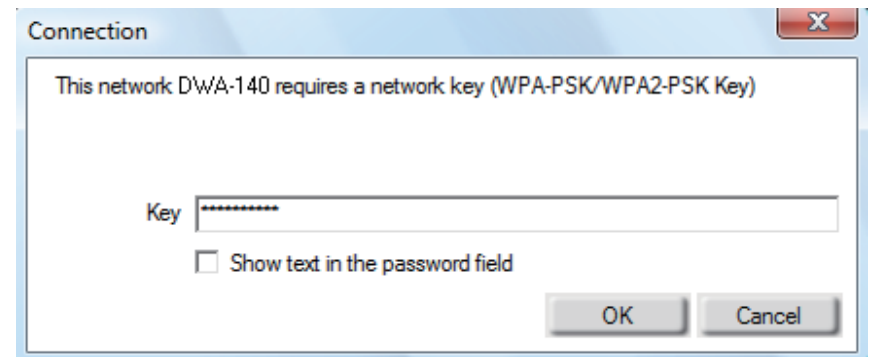 Connection
This network DWA-140 requires a network key (WPA-PSK/WPA2-PSK Key)
Key **********
Show text in the password field
OK Cancel